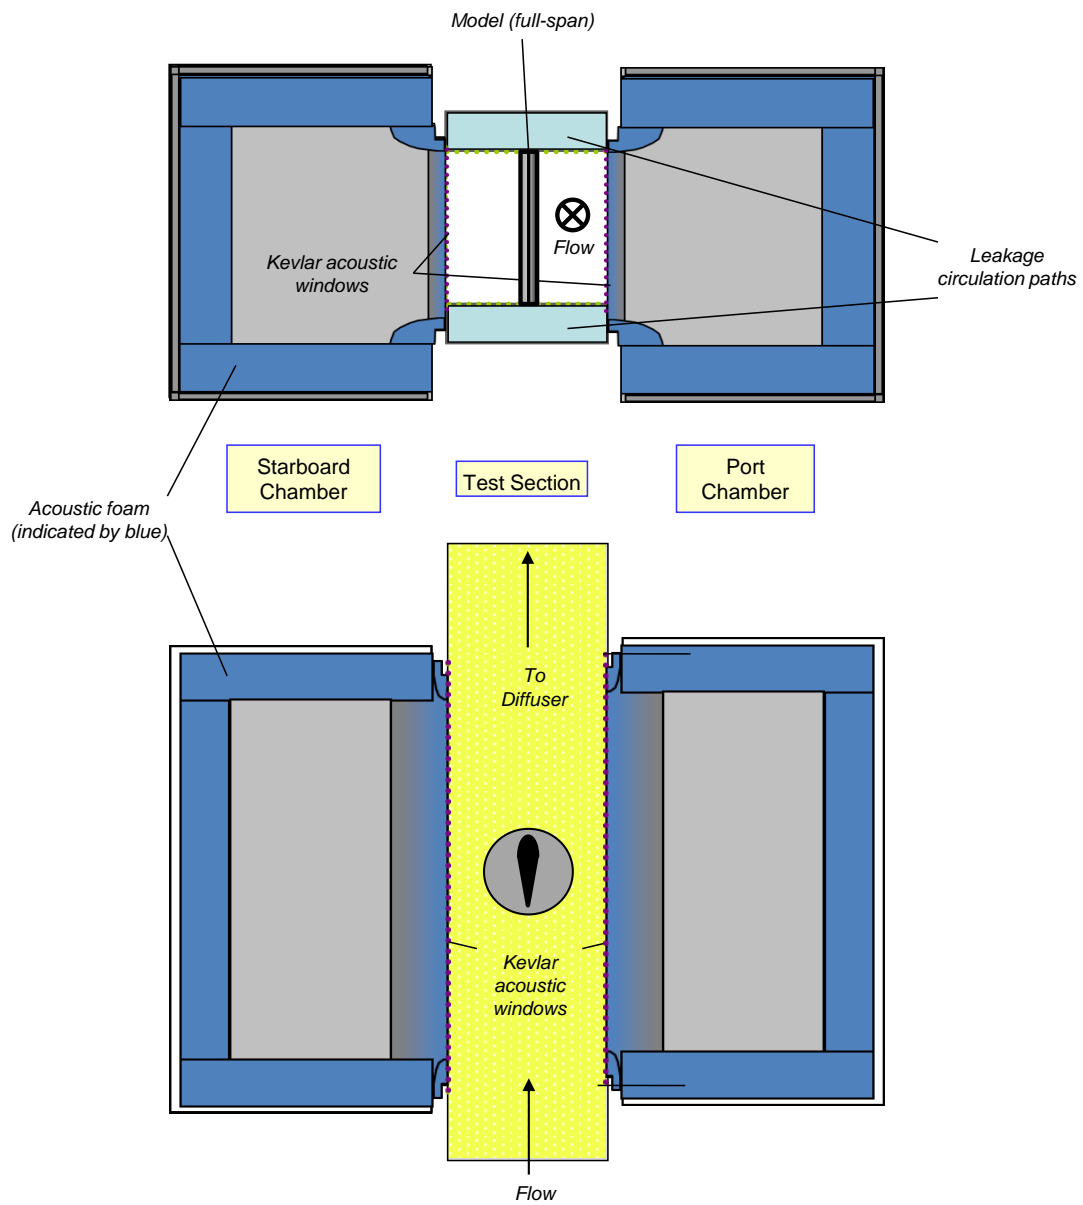 Model (full-span)
Flow
Kevlar acoustic
windows
Leakage
circulation paths
Starboard
Chamber
Test Section
Port
Chamber
Acoustic foam
(indicated by blue)
To
Diffuser
Kevlar
acoustic
windows
Flow